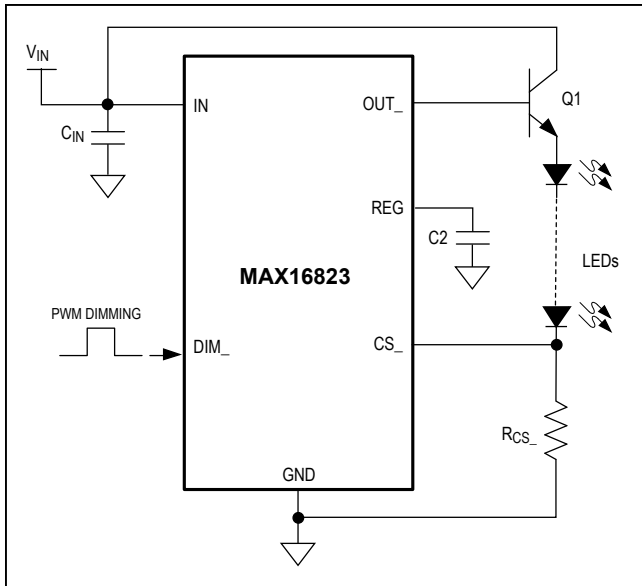 VIN
IN
OUT_
Q1
CIN
REG
C2
MAX16823
LEDs
PWM DIMMING
DIM_
CS_
RCS_
GND